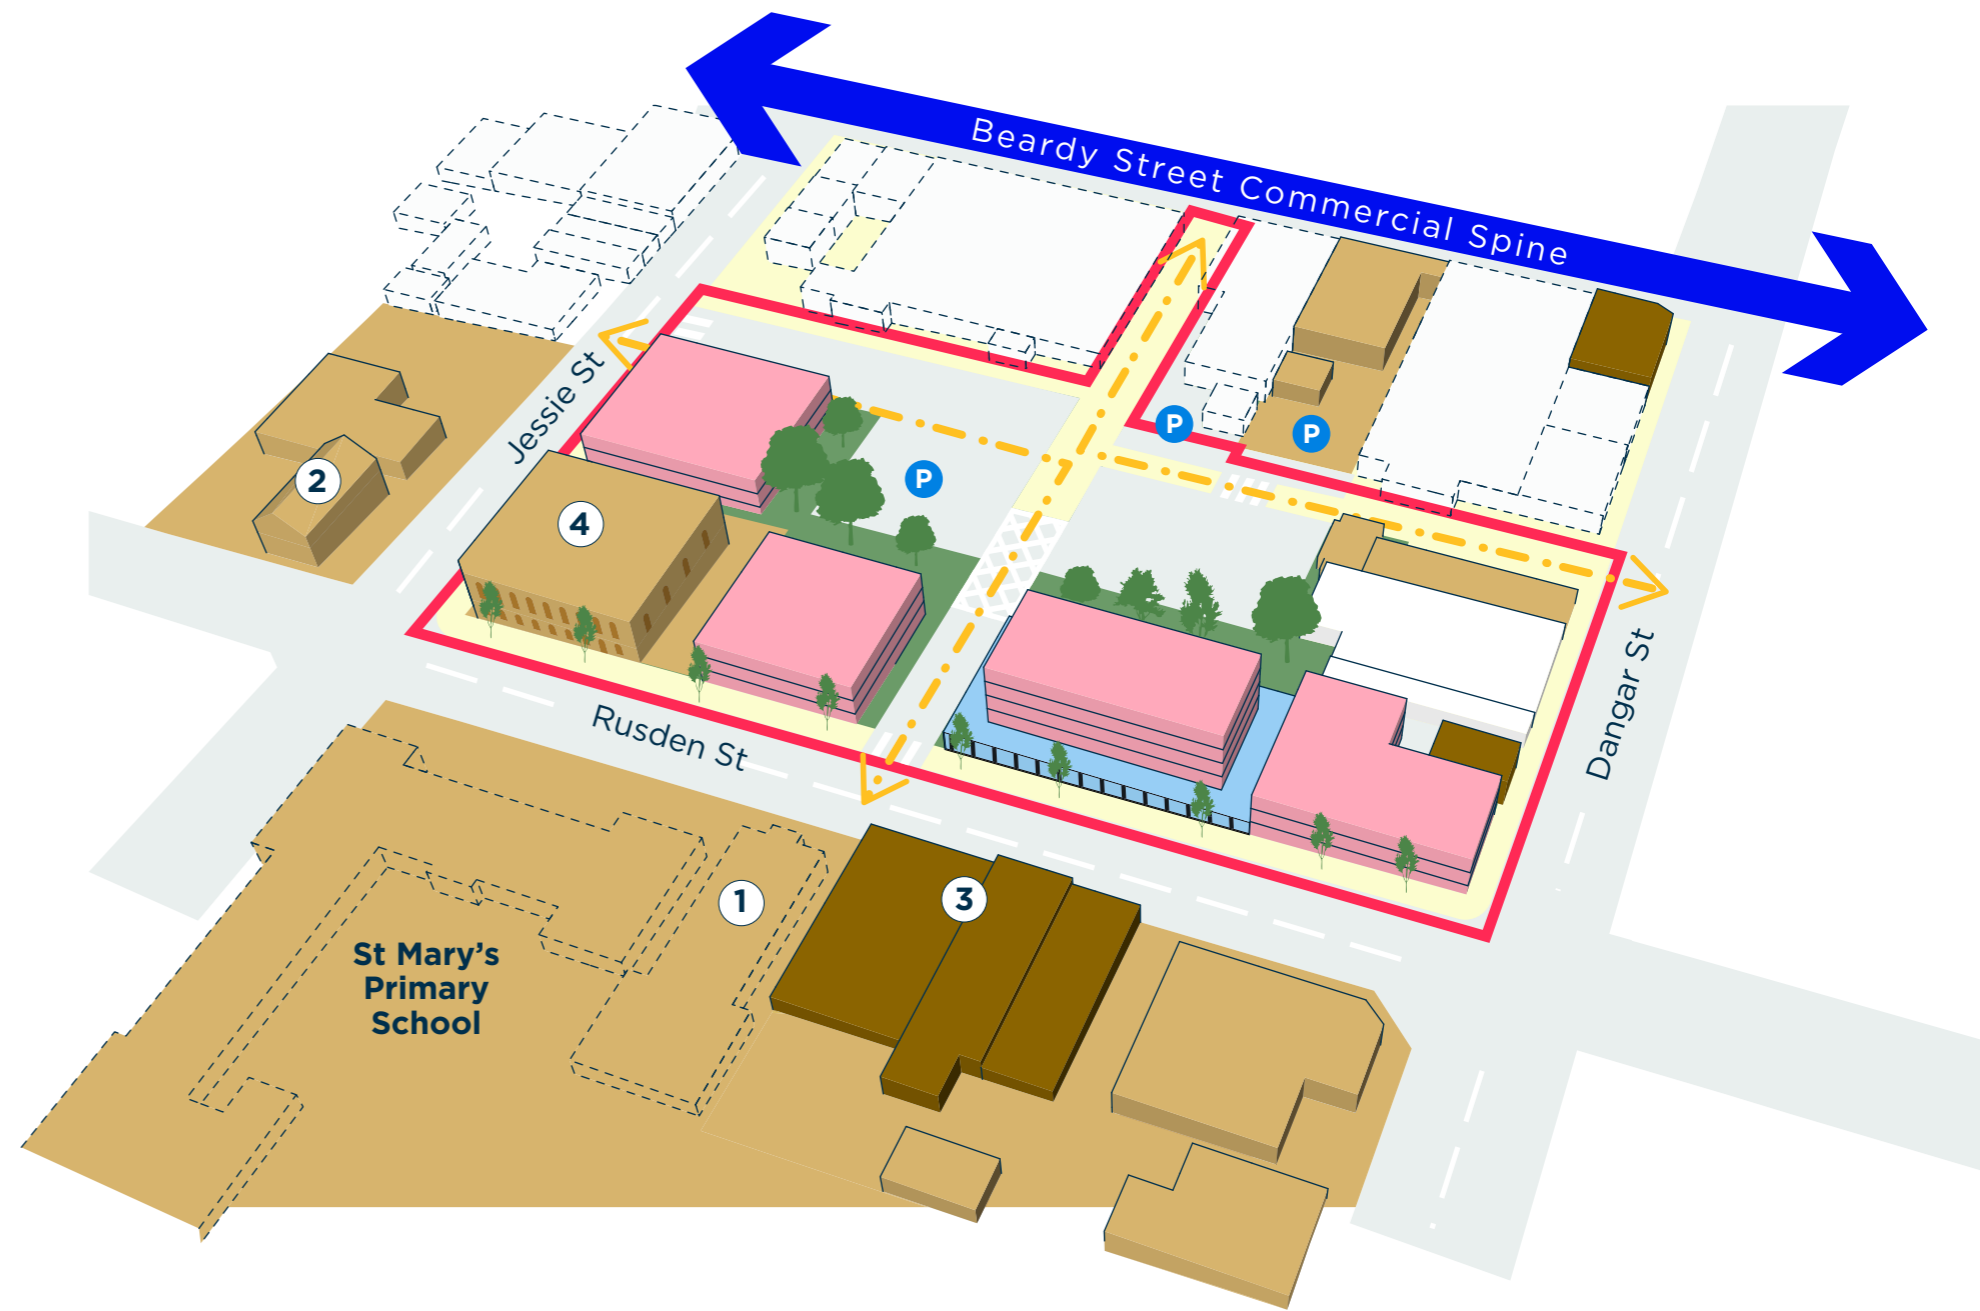 Beardy Street Commercial Spine
Jessie St
P
P
P
2
4
Dangar St
Rusden St
1
3
St Mary's
Primary
School